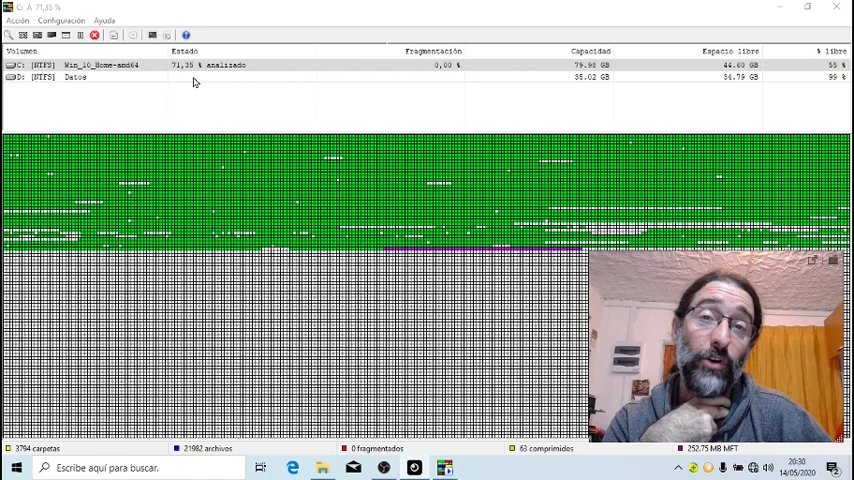 C: A 71,35 %
Acción Configuración Ayuda
Volumen Estado Fragmentación Capacidad Espacio libre % libre
C: [NTFS] Win_10_Home-amd64 71,35 % analizado 0,00 % 79.98 GB 44.60 GB 55 %
D: [NTFS] Datos 35.02 GB 34.79 GB 99 %
3794 carpetas 21982 archivos 0 fragmentados 63 comprimidos 252.75 MB MFT
Escribe aquí para buscar.
20:30
14/05/2020
2